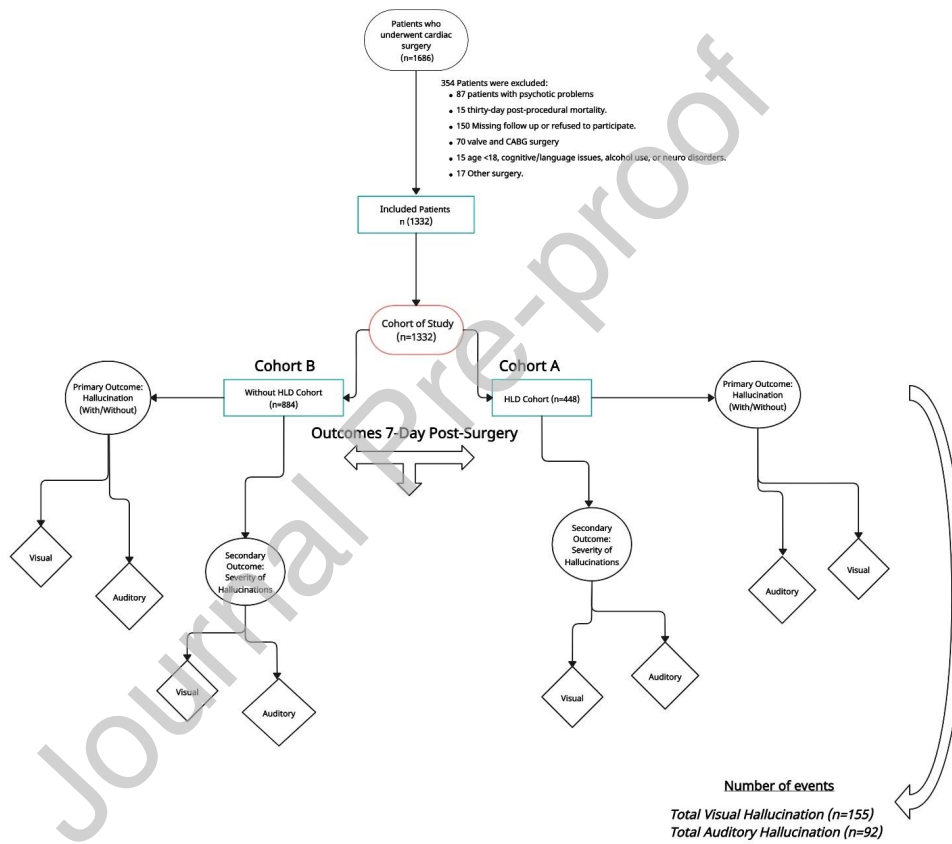 Patients who
underwent cardiac
surgery
(n=1686)
354 Patients were excluded:
• 87 patients with psychotic problems
• 15 thirty-day post-procedural mortality.
• 150 Missing follow up or refused to participate.
• 70 valve and CABG surgery
• 15 age <18, cognitive/language issues, alcohol use, or neuro disorders.
• 17 Other surgery.
Included Patients
n (1332)
Cohort of Study
(n=1332)
Cohort B
Cohort A
Primary Outcome:
Hallucination
(With/Without)
Without HLD Cohort
(n=884)
HLD Cohort (n=448)
Primary Outcome:
Hallucination
(With/Without)
Outcomes 7-Day Post-Surgery
Visual
Auditory
Secondary
Outcome:
Severity of
Hallucinations
Visual
Auditory
Secondary
Outcome:
Severity of
Hallucinations
Visual
Auditory
Auditory
Visual
Number of events
Total Visual Hallucination (n=155)
Total Auditory Hallucination (n=92)
Journal Pre-proof